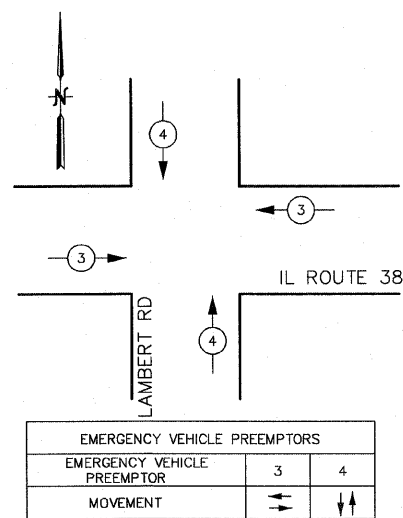 N
4
3
3
IL ROUTE 38
4
LAMBERT RD
EMERGENCY VEHICLE PREEMPTORS
EMERGENCY VEHICLE PREEMPTOR 3 4
MOVEMENT